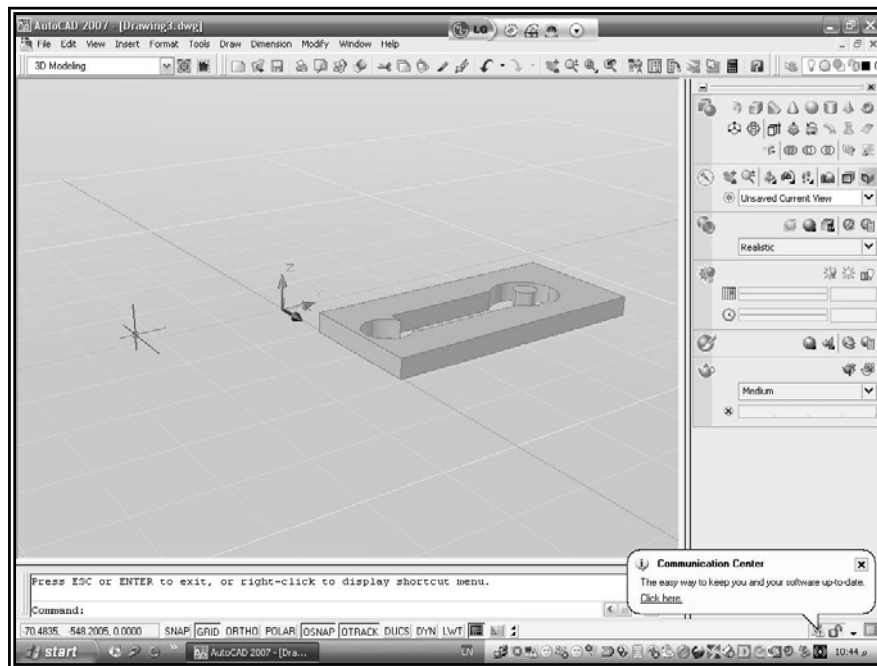 AutoCAD 2007 - [Drawing3.dwg]
LG
File Edit View Insert Format Tools Draw Dimension Modify Window Help
3D Modeling
Unsaved Current View
Realistic
Z
Y
Medium
Communication Center
The easy way to keep you and your software up-to-date.
Click here.
Press ESC or ENTER to exit, or right-click to display shortcut menu.
Command:
-70.4835, -548.2005, 0.0000 SNAP GRID ORTHO POLAR OSNAP OTRACK DUCS DYN LWT
start AutoCAD 2007 - [Dra... EN 10:44 م